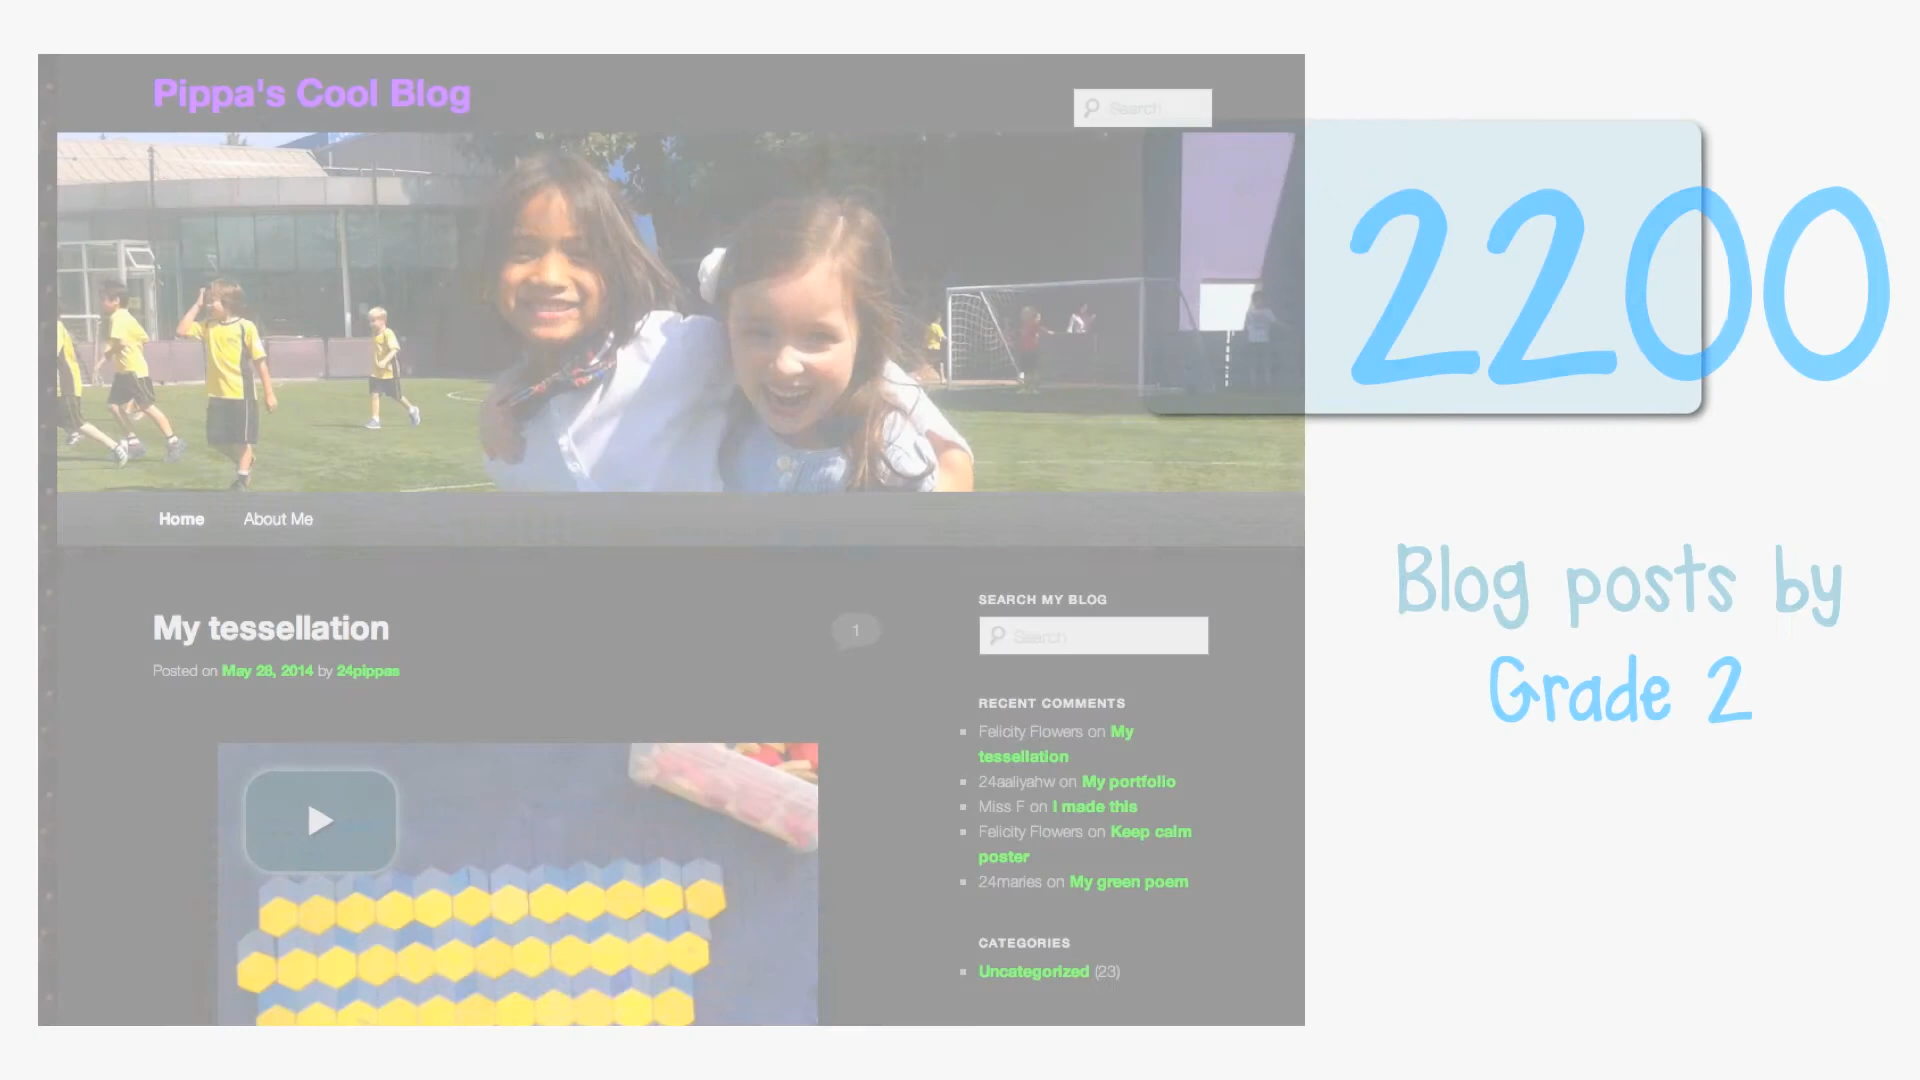 Pippa's Cool Blog
Search
2200
Home About Me
Blog posts by
Grade 2
My tessellation
1
Posted on May 28, 2014 by 24pippas
SEARCH MY BLOG
Search
RECENT COMMENTS
Felicity Flowers on My
tessellation
24aaliyahw on My portfolio
Miss F on I made this
Felicity Flowers on Keep calm
poster
24maries on My green poem
CATEGORIES
Uncategorized (23)